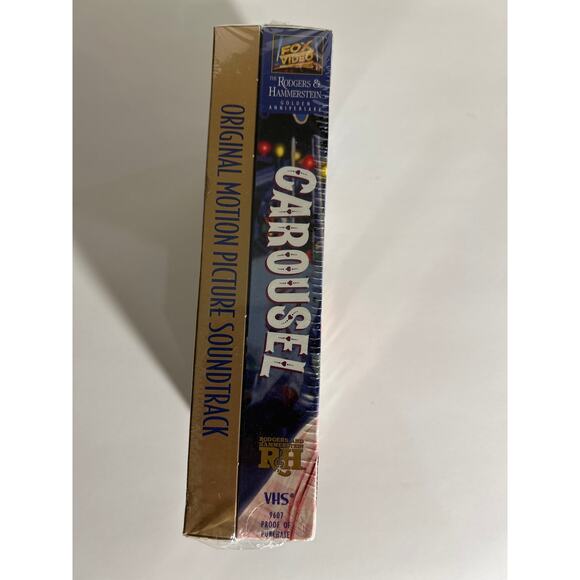 ORIGINAL MOTION PICTURE SOUNDTRACK
FOX
VIDEO
THE
RODGERS &
HAMMERSTEIN
GOLDEN
ANNIVERSARY
CAROUSEL
RODGERS AND
HAMMERSTEIN
R&H
VHS
9607
PROOF OF
PURCHASE